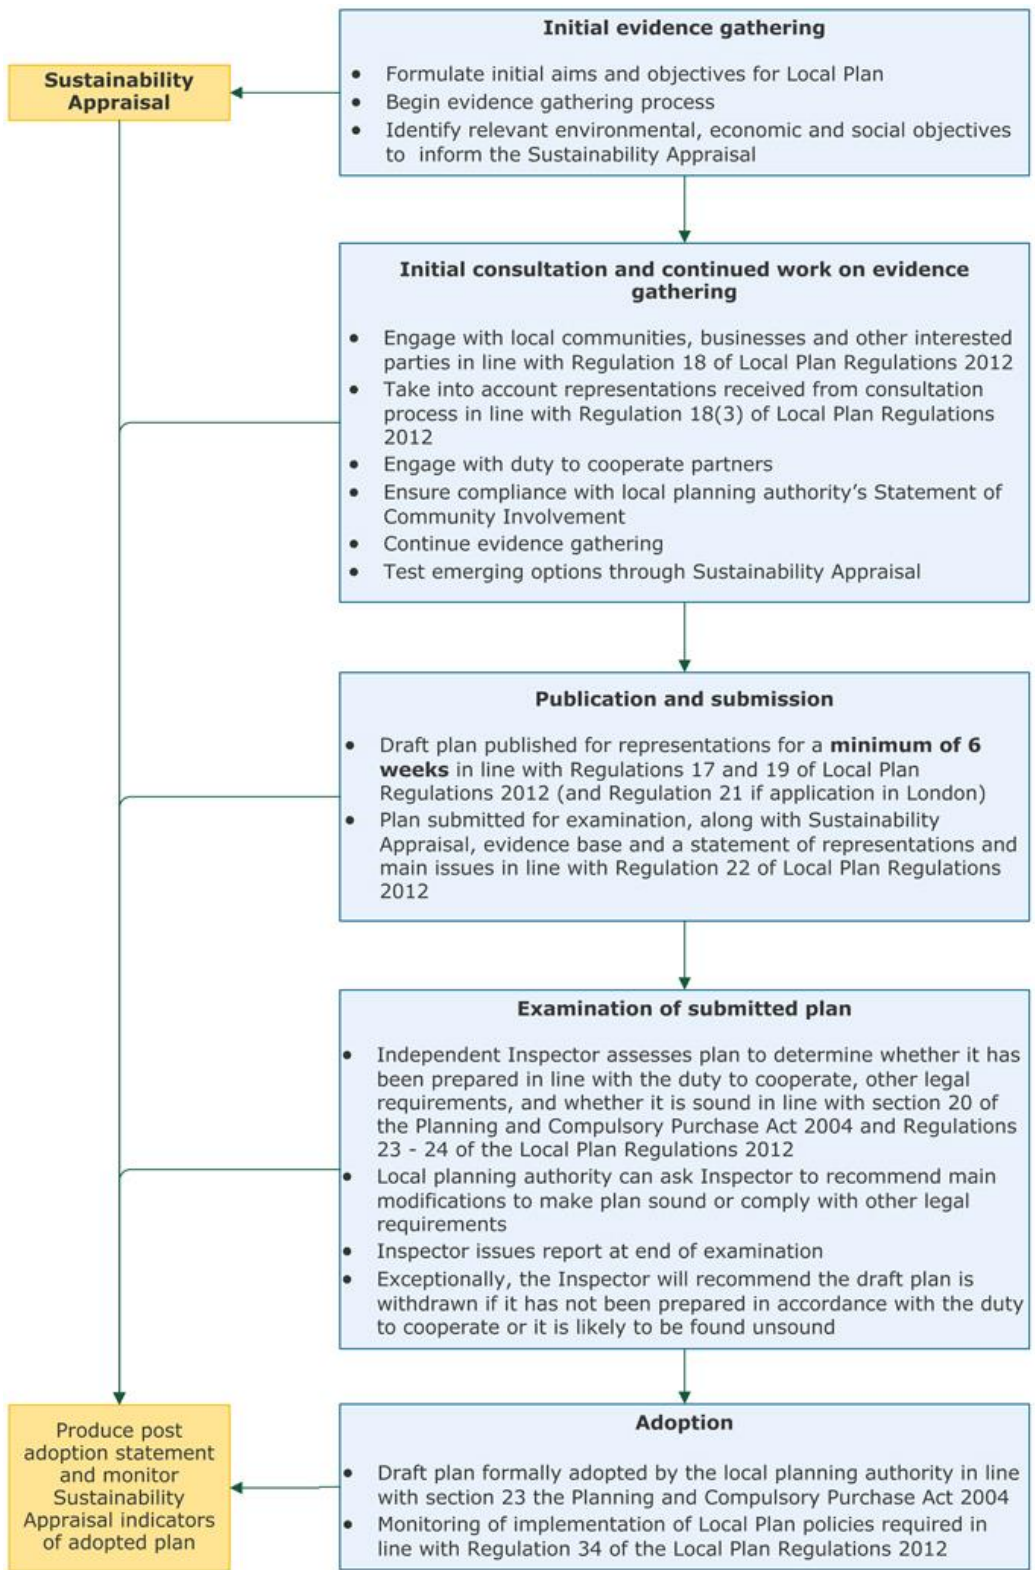 Initial evidence gathering
• Formulate initial aims and objectives for Local Plan
• Begin evidence gathering process
• Identify relevant environmental, economic and social objectives
to inform the Sustainability Appraisal
Sustainability
Appraisal
Initial consultation and continued work on evidence
gathering
• Engage with local communities, businesses and other interested
parties in line with Regulation 18 of Local Plan Regulations 2012
• Take into account representations received from consultation
process in line with Regulation 18(3) of Local Plan Regulations
2012
• Engage with duty to cooperate partners
• Ensure compliance with local planning authority's Statement of
Community Involvement
• Continue evidence gathering
• Test emerging options through Sustainability Appraisal
Publication and submission
• Draft plan published for representations for a minimum of 6
weeks in line with Regulations 17 and 19 of Local Plan
Regulations 2012 (and Regulation 21 if application in London)
• Plan submitted for examination, along with Sustainability
Appraisal, evidence base and a statement of representations and
main issues in line with Regulation 22 of Local Plan Regulations
2012
Examination of submitted plan
• Independent Inspector assesses plan to determine whether it has
been prepared in line with the duty to cooperate, other legal
requirements, and whether it is sound in line with section 20 of
the Planning and Compulsory Purchase Act 2004 and Regulations
23 - 24 of the Local Plan Regulations 2012
• Local planning authority can ask Inspector to recommend main
modifications to make plan sound or comply with other legal
requirements
• Inspector issues report at end of examination
• Exceptionally, the Inspector will recommend the draft plan is
withdrawn if it has not been prepared in accordance with the duty
to cooperate or it is likely to be found unsound
Adoption
• Draft plan formally adopted by the local planning authority in line
with section 23 the Planning and Compulsory Purchase Act 2004
• Monitoring of implementation of Local Plan policies required in
line with Regulation 34 of the Local Plan Regulations 2012
Produce post
adoption statement
and monitor
Sustainability
Appraisal indicators
of adopted plan